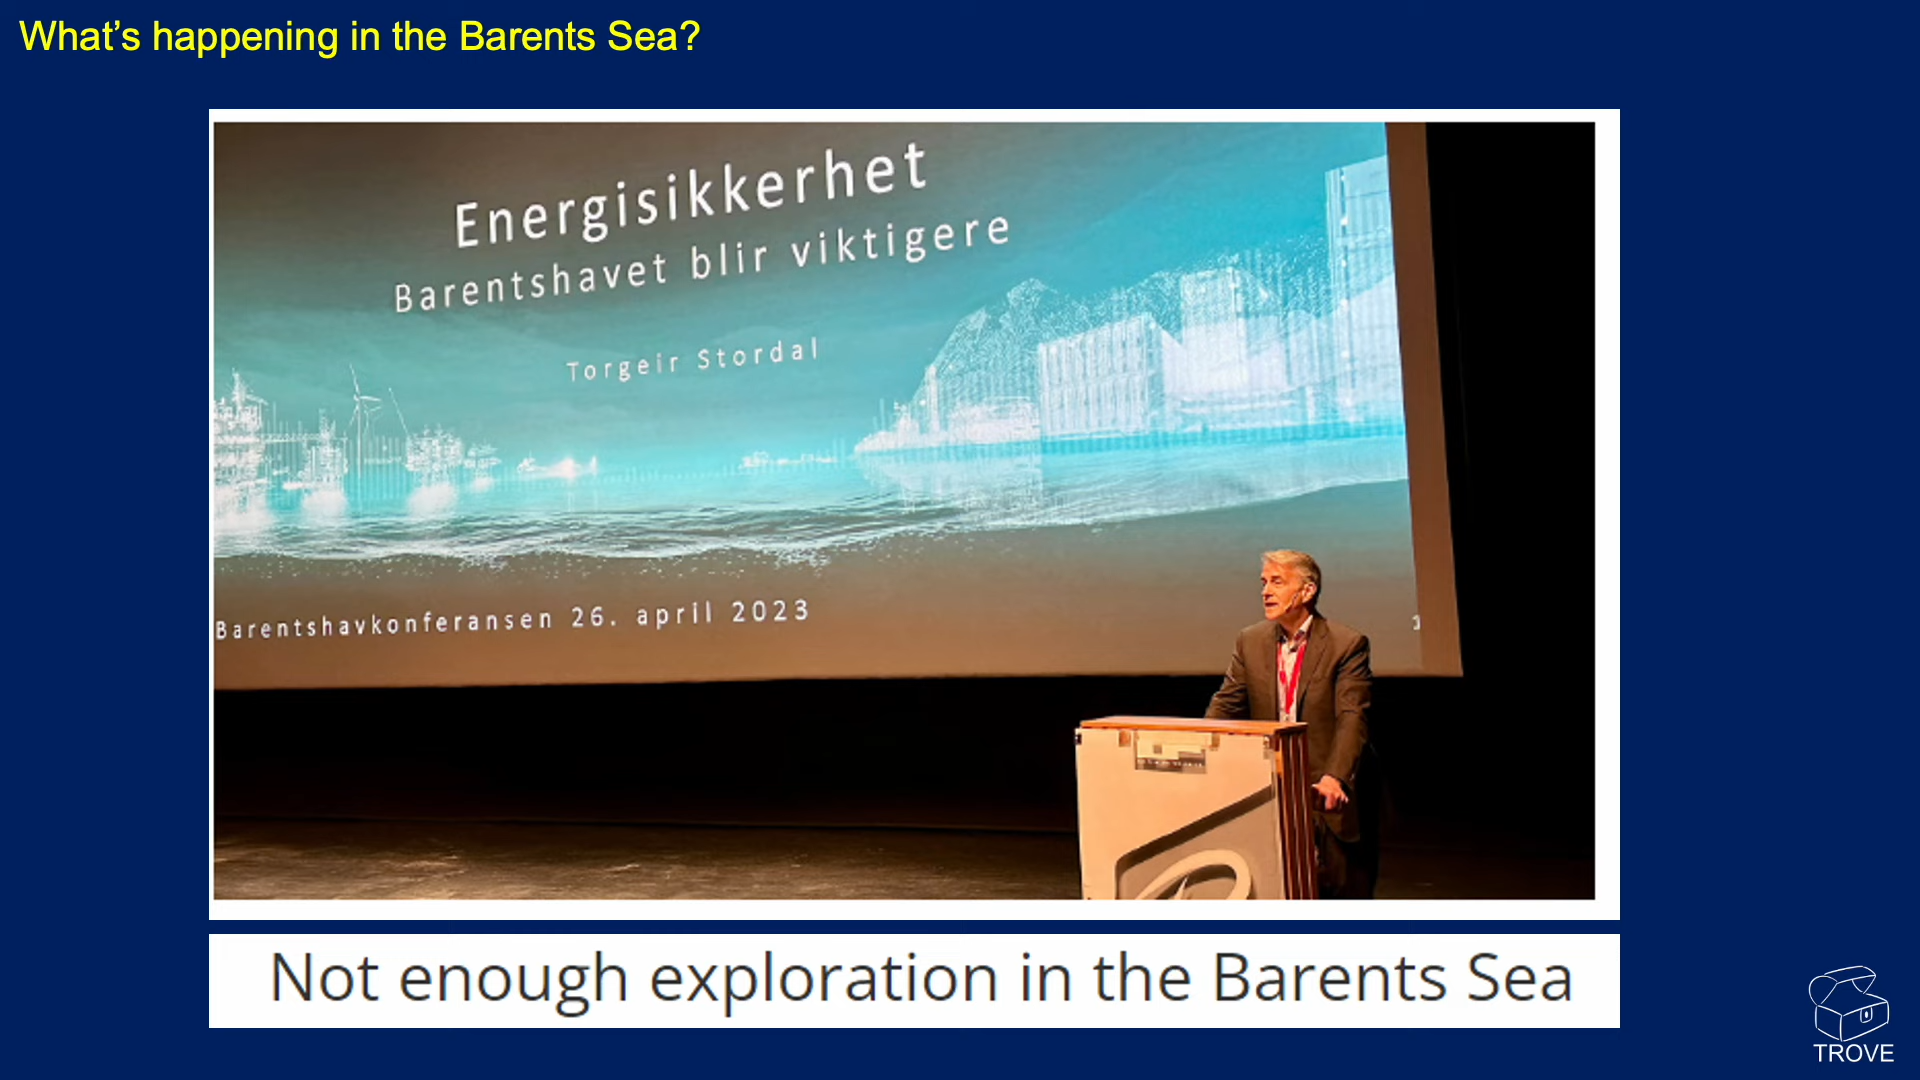 What's happening in the Barents Sea?
Energisikkerhet
Barentshavet blir viktigere
Torgeir Stordal
Barentshavkonferansen 26. april 2023
1
Not enough exploration in the Barents Sea
TROVE